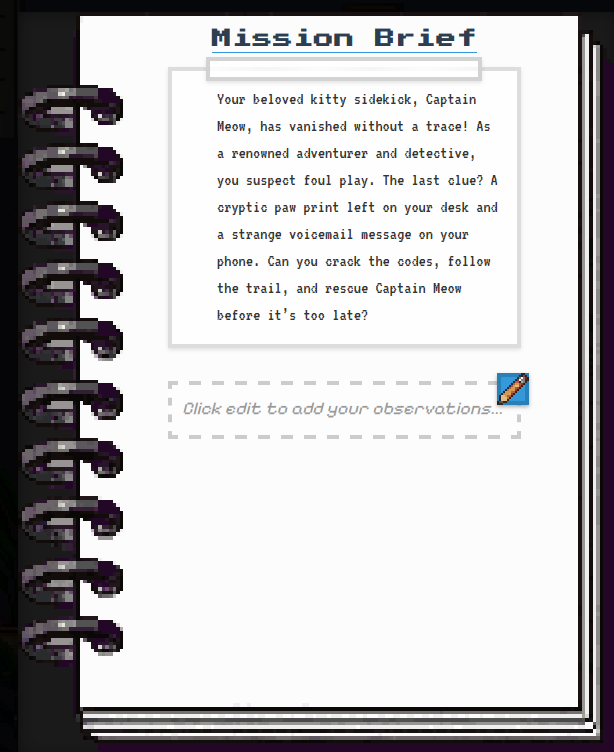 Mission Brief
Your beloved kitty sidekick, Captain
Meow, has vanished without a trace! As
a renowned adventurer and detective,
you suspect foul play. The last clue? A
cryptic paw print left on your desk and
a strange voicemail message on your
phone. Can you crack the codes, follow
the trail, and rescue Captain Meow
before it's too late?
Click edit to add your observations...